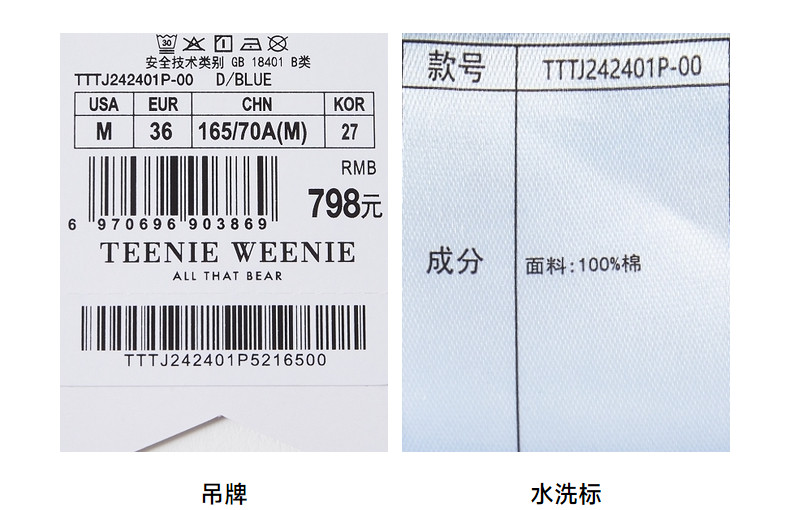 30
安全技术类别 GB 18401 B类
TTTJ242401P-00 D/BLUE
USA EUR CHN KOR
M 36 165/70A(M) 27
RMB
798元
6 970696 903869
TEENIE WEENIE
ALL THAT BEAR
TTTJ242401P5216500
吊牌
款号 TTTJ242401P-00
成分 面料:100%棉
水洗标